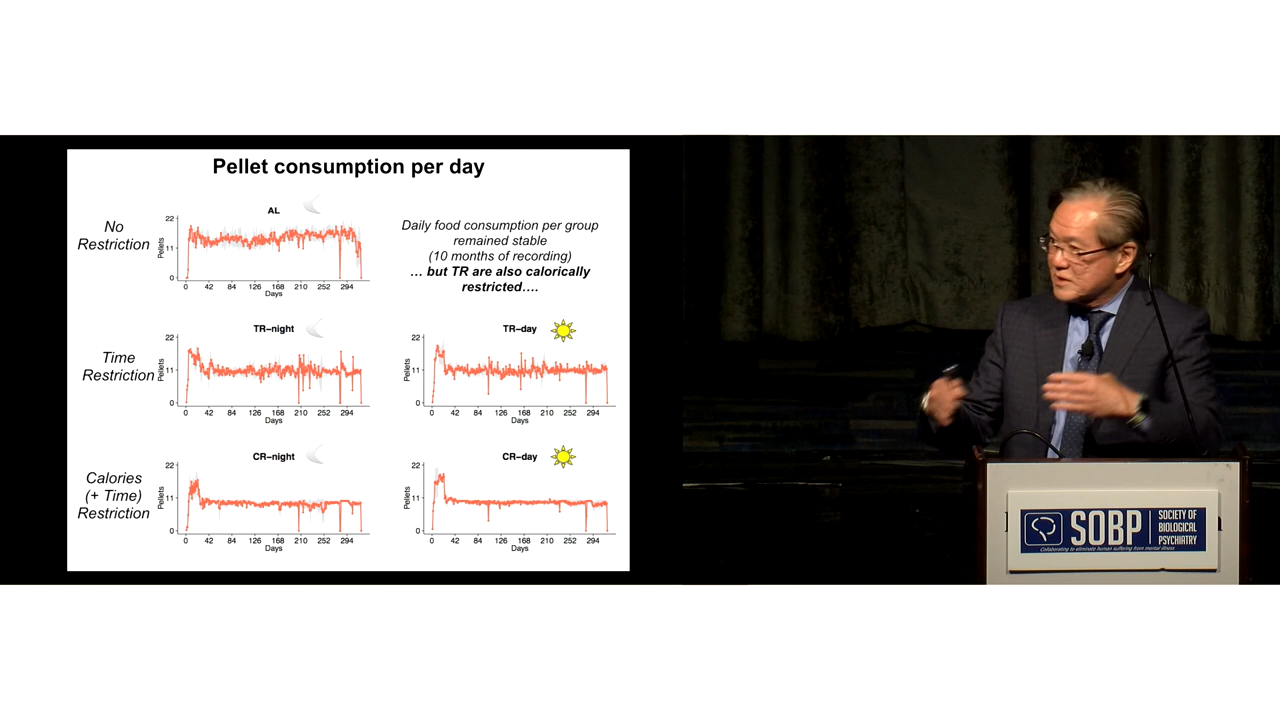 Pellet consumption per day
No
Restriction
AL
22
11
0
Pellets
0 42 84 126 168 210 252 294
Days
Daily food consumption per group
remained stable
(10 months of recording)
… but TR are also calorically
restricted….
Time
Restriction
TR–night
22
11
0
Pellets
0 42 84 126 168 210 252 294
Days
TR–day
22
11
0
Pellets
0 42 84 126 168 210 252 294
Days
Calories
(+ Time)
Restriction
CR–night
22
11
0
Pellets
0 42 84 126 168 210 252 294
Days
CR–day
22
11
0
Pellets
0 42 84 126 168 210 252 294
Days
SOBP
SOCIETY OF
BIOLOGICAL
PSYCHIATRY
Collaborating to eliminate human suffering from mental illness